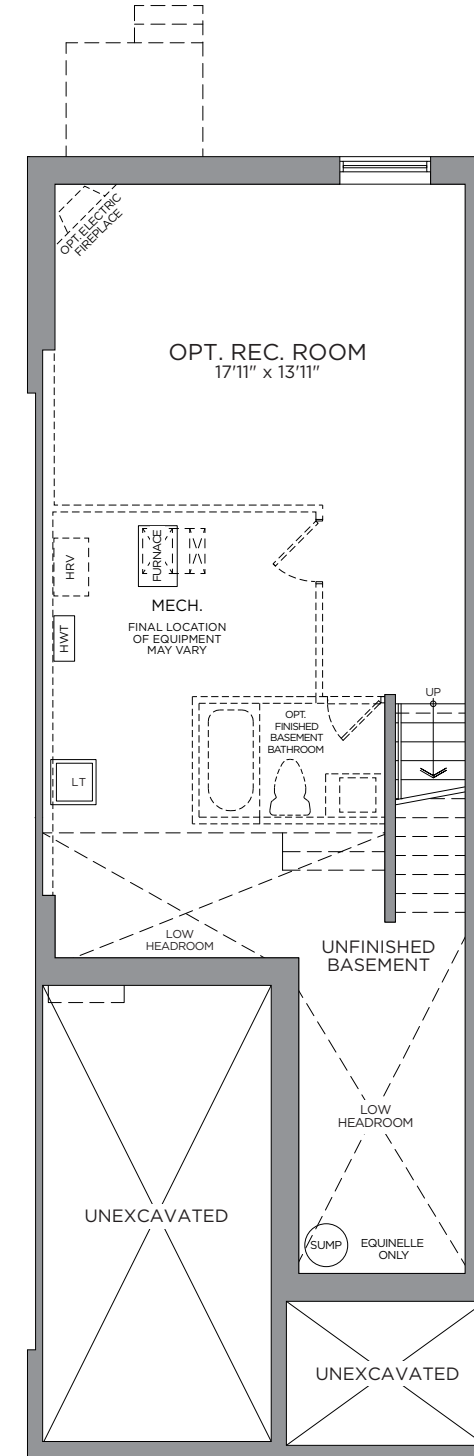 OPT. ELECTRIC
FIREPLACE
OPT. REC. ROOM
17'11" x 13'11"
HRV
FURNACE
MECH.
FINAL LOCATION
OF EQUIPMENT
MAY VARY
HWT
UP
OPT.
FINISHED
BASEMENT
BATHROOM
LT
LOW
HEADROOM
UNFINISHED
BASEMENT
LOW
HEADROOM
UNEXCAVATED
SUMP
EQUINELLE
ONLY
UNEXCAVATED